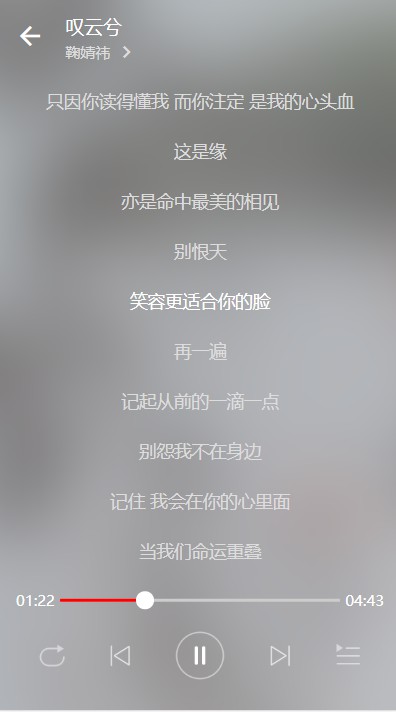 叹云兮
鞠婧祎
只因你读得懂我 而你注定 是我的心头血
这是缘
亦是命中最美的相见
别恨天
笑容更适合你的脸
再一遍
记起从前的一滴一点
别怨我不在身边
记住 我会在你的心里面
当我们命运重叠
01:22 04:43